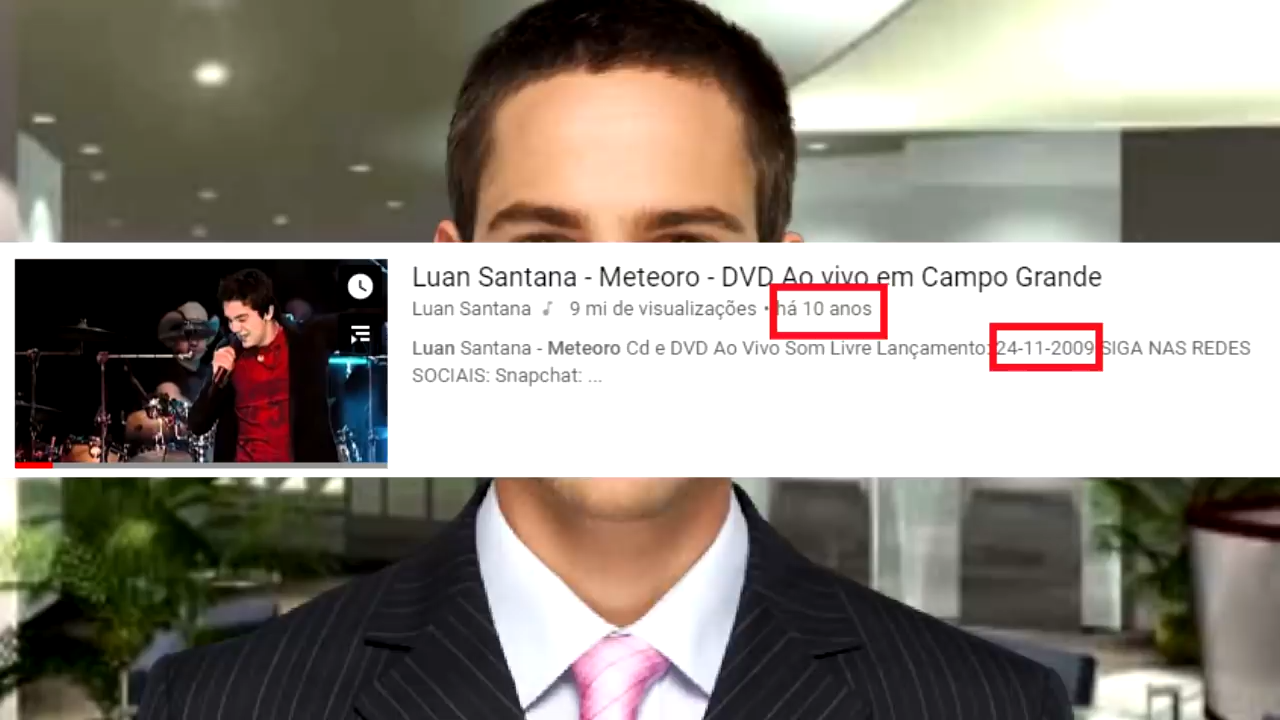 Luan Santana - Meteoro - DVD Ao vivo em Campo Grande
Luan Santana ♪ 9 mi de visualizações • há 10 anos
Luan Santana - Meteoro Cd e DVD Ao Vivo Som Livre Lançamento: 24-11-2009 SIGA NAS REDES
SOCIAIS: Snapchat: ...